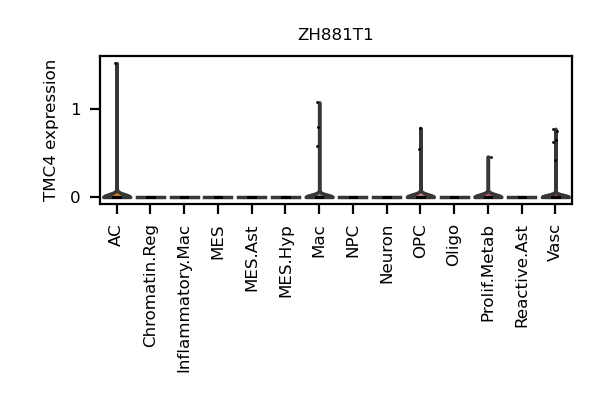 ZH881T1
TMC4 expression
1
0
AC
Chromatin.Reg
Inflammatory.Mac
MES
MES.Ast
MES.Hyp
Mac
NPC
Neuron
OPC
Oligo
Prolif.Metab
Reactive.Ast
Vasc